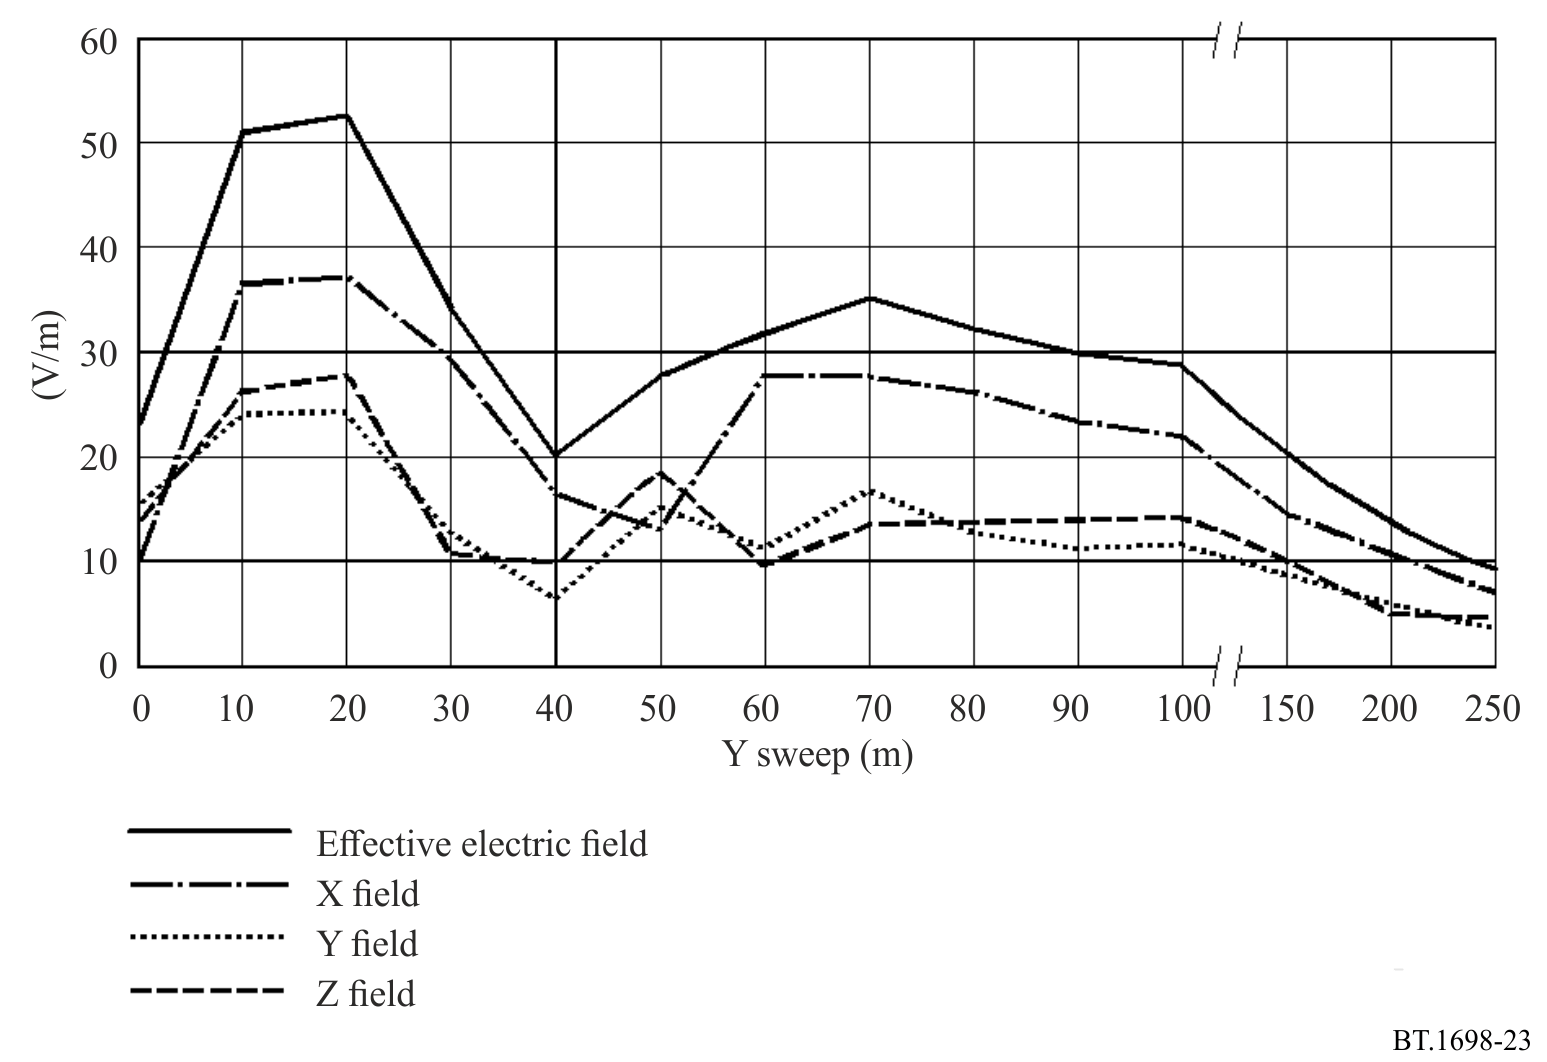 60
50
40
30
20
10
0
(V/m)
0 10 20 30 40 50 60 70 80 90 100 150 200 250
Y sweep (m)
Effective electric field
X field
Y field
Z field
BT.1698-23